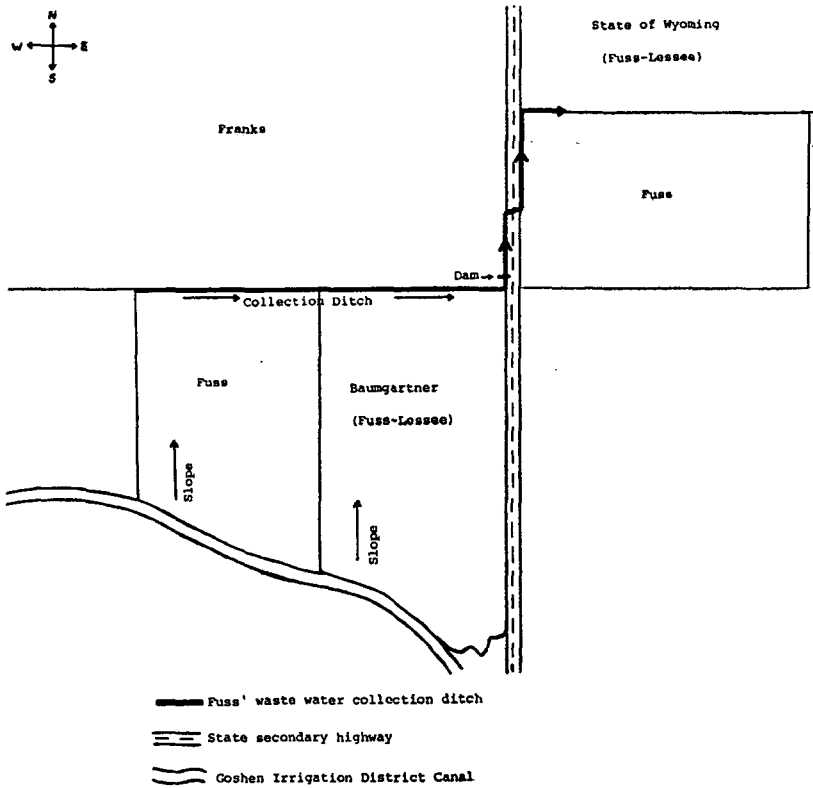 N
W E
S
State of Wyoming
(Fuss-Lessee)
Franks
Fuss
Dam
Collection Ditch
Fuss
Baumgartner
(Fuss-Lessee)
Slope
Slope
Fuss' waste water collection ditch
State secondary highway
Goshen Irrigation District Canal